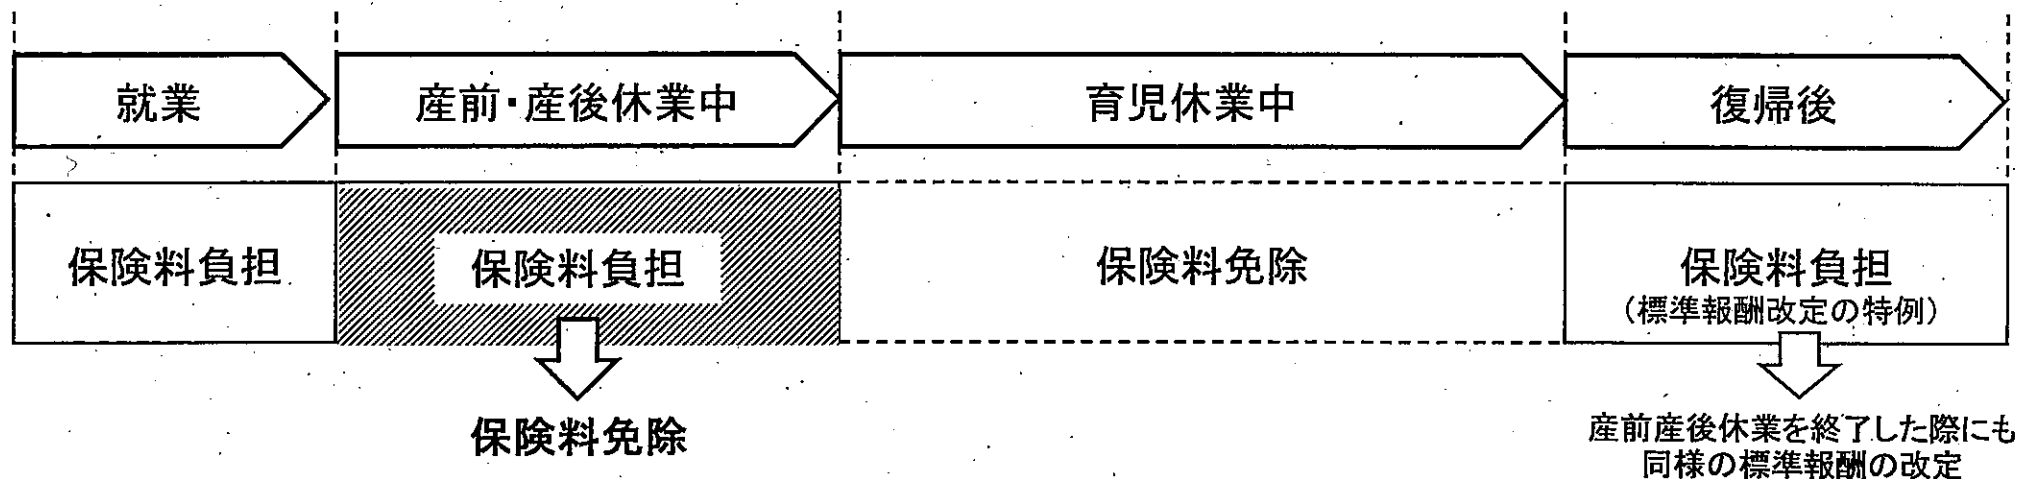 就業
産前・産後休業中
育児休業中
復帰後
保険料負担
保険料負担
保険料免除
保険料負担
（標準報酬改定の特例）
保険料免除
産前産後休業を終了した際にも
同様の標準報酬の改定